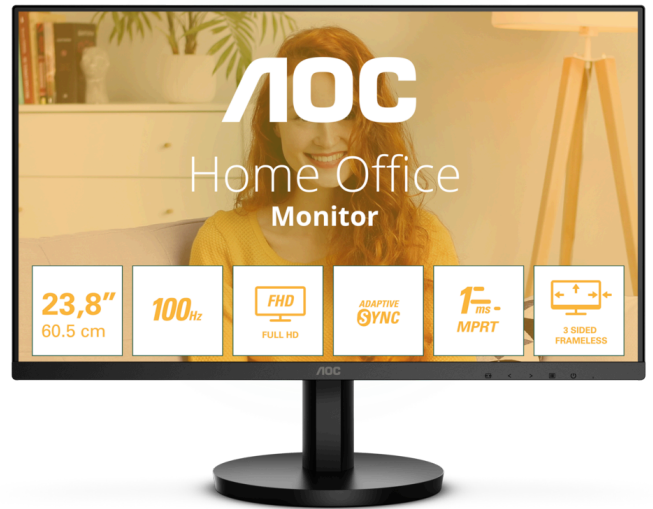 AOC
Home Office
Monitor
23,8"
60.5 cm
100Hz
FHD
FULL HD
ADAPTIVE
SYNC
1ms
MPRT
3 SIDED
FRAMELESS
AOC